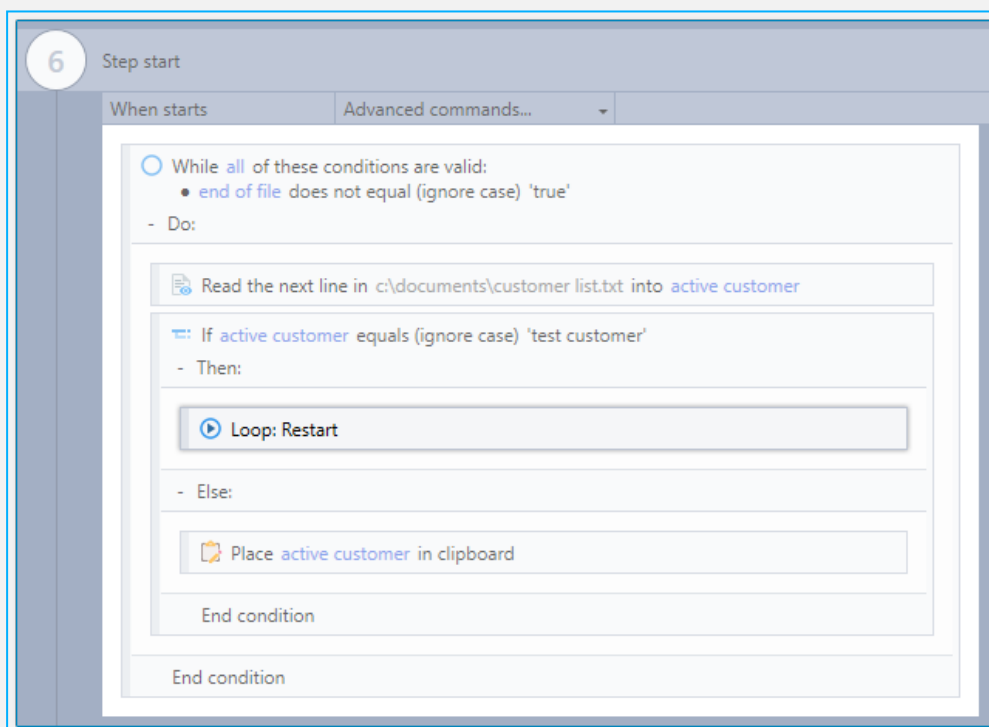 6
Step start
When starts
Advanced commands...
While all of these conditions are valid:
• end of file does not equal (ignore case) 'true'
- Do:
Read the next line in c:\documents\customer list.txt into active customer
If active customer equals (ignore case) 'test customer'
- Then:
Loop: Restart
- Else:
Place active customer in clipboard
End condition
End condition